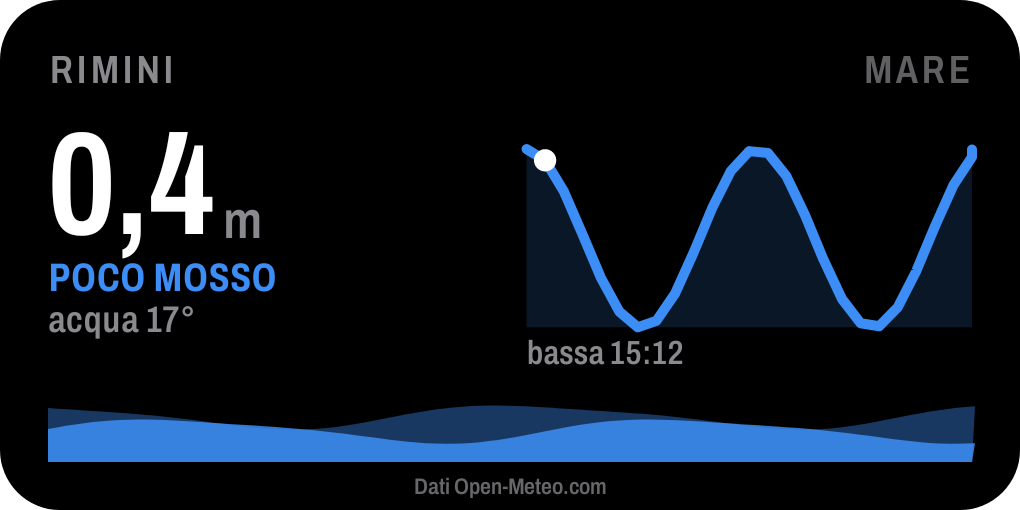 RIMINI
MARE
0,4 m
POCO MOSSO
acqua 17°
bassa 15:12
Dati Open-Meteo.com